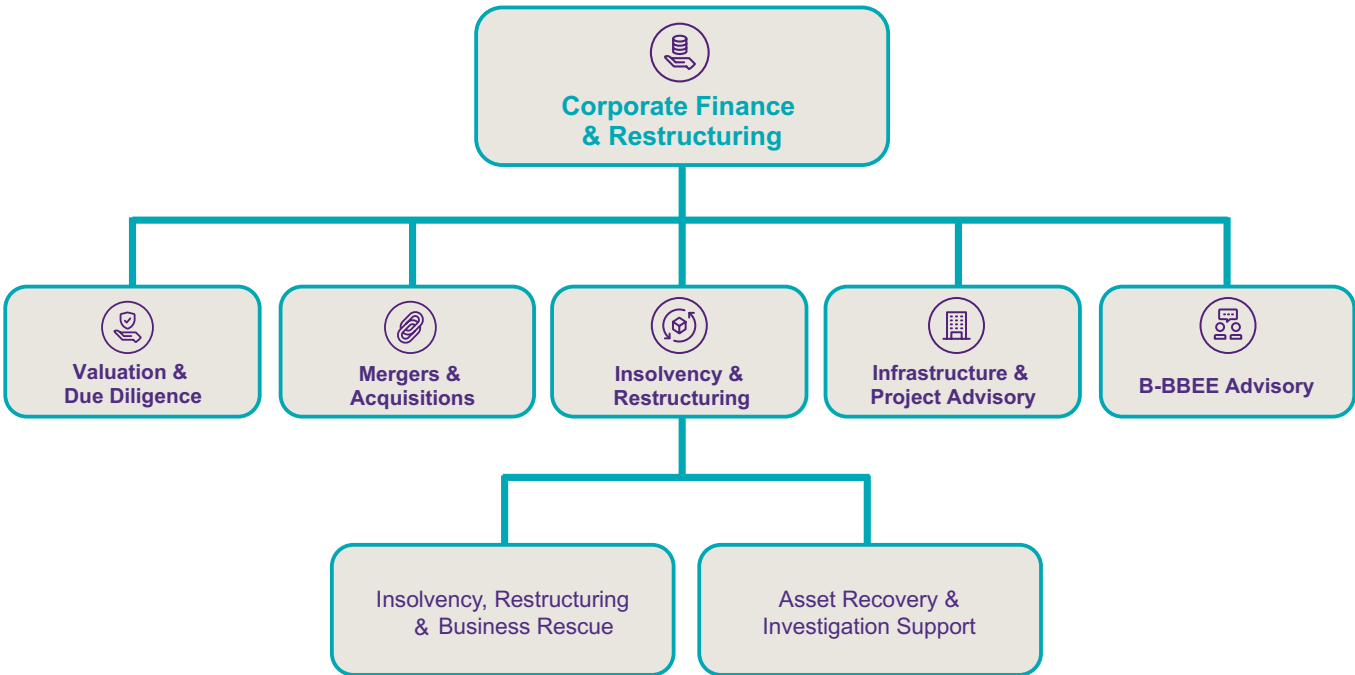 Corporate Finance
& Restructuring
Valuation &
Due Diligence
Mergers &
Acquisitions
Insolvency &
Restructuring
Infrastructure &
Project Advisory
B-BBEE Advisory
Insolvency, Restructuring
& Business Rescue
Asset Recovery &
Investigation Support